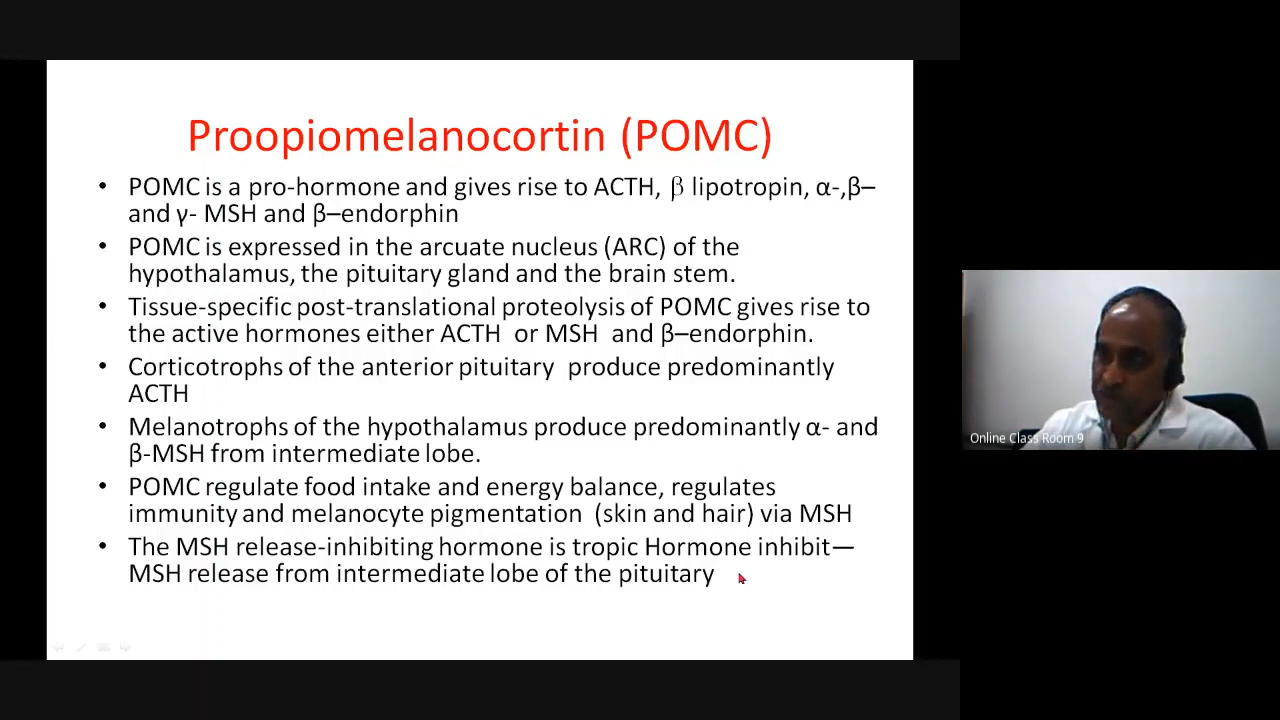 Proopiomelanocortin (POMC)
• POMC is a pro-hormone and gives rise to ACTH, β lipotropin, α-,β–
and γ- MSH and β–endorphin
• POMC is expressed in the arcuate nucleus (ARC) of the
hypothalamus, the pituitary gland and the brain stem.
• Tissue-specific post-translational proteolysis of POMC gives rise to
the active hormones either ACTH or MSH and β–endorphin.
• Corticotrophs of the anterior pituitary produce predominantly
ACTH
• Melanotrophs of the hypothalamus produce predominantly α- and
β-MSH from intermediate lobe.
• POMC regulate food intake and energy balance, regulates
immunity and melanocyte pigmentation (skin and hair) via MSH
• The MSH release-inhibiting hormone is tropic Hormone inhibit—
MSH release from intermediate lobe of the pituitary
Online Class Room 9